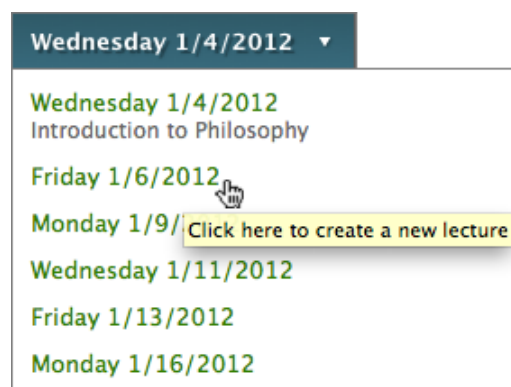 Wednesday 1/4/2012
Wednesday 1/4/2012
Introduction to Philosophy
Friday 1/6/2012
Monday 1/9/
Click here to create a new lecture
Wednesday 1/11/2012
Friday 1/13/2012
Monday 1/16/2012